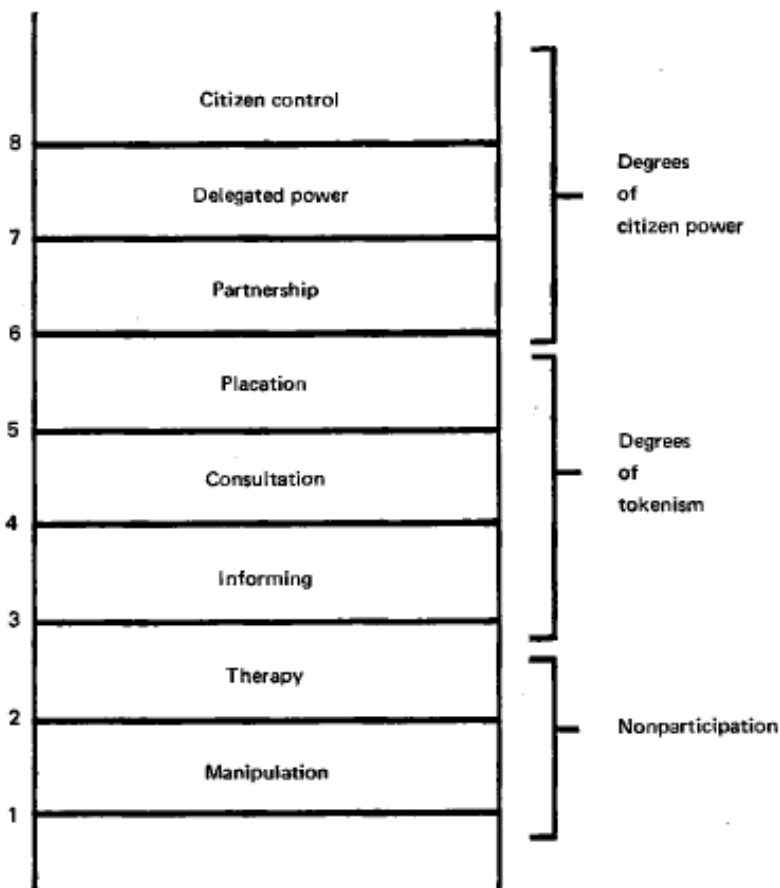 Citizen control
8
Delegated power
7
Partnership
6
Placation
5
Consultation
4
Informing
3
Therapy
2
Manipulation
1
Degrees
of
citizen power
Degrees
of
tokenism
Nonparticipation